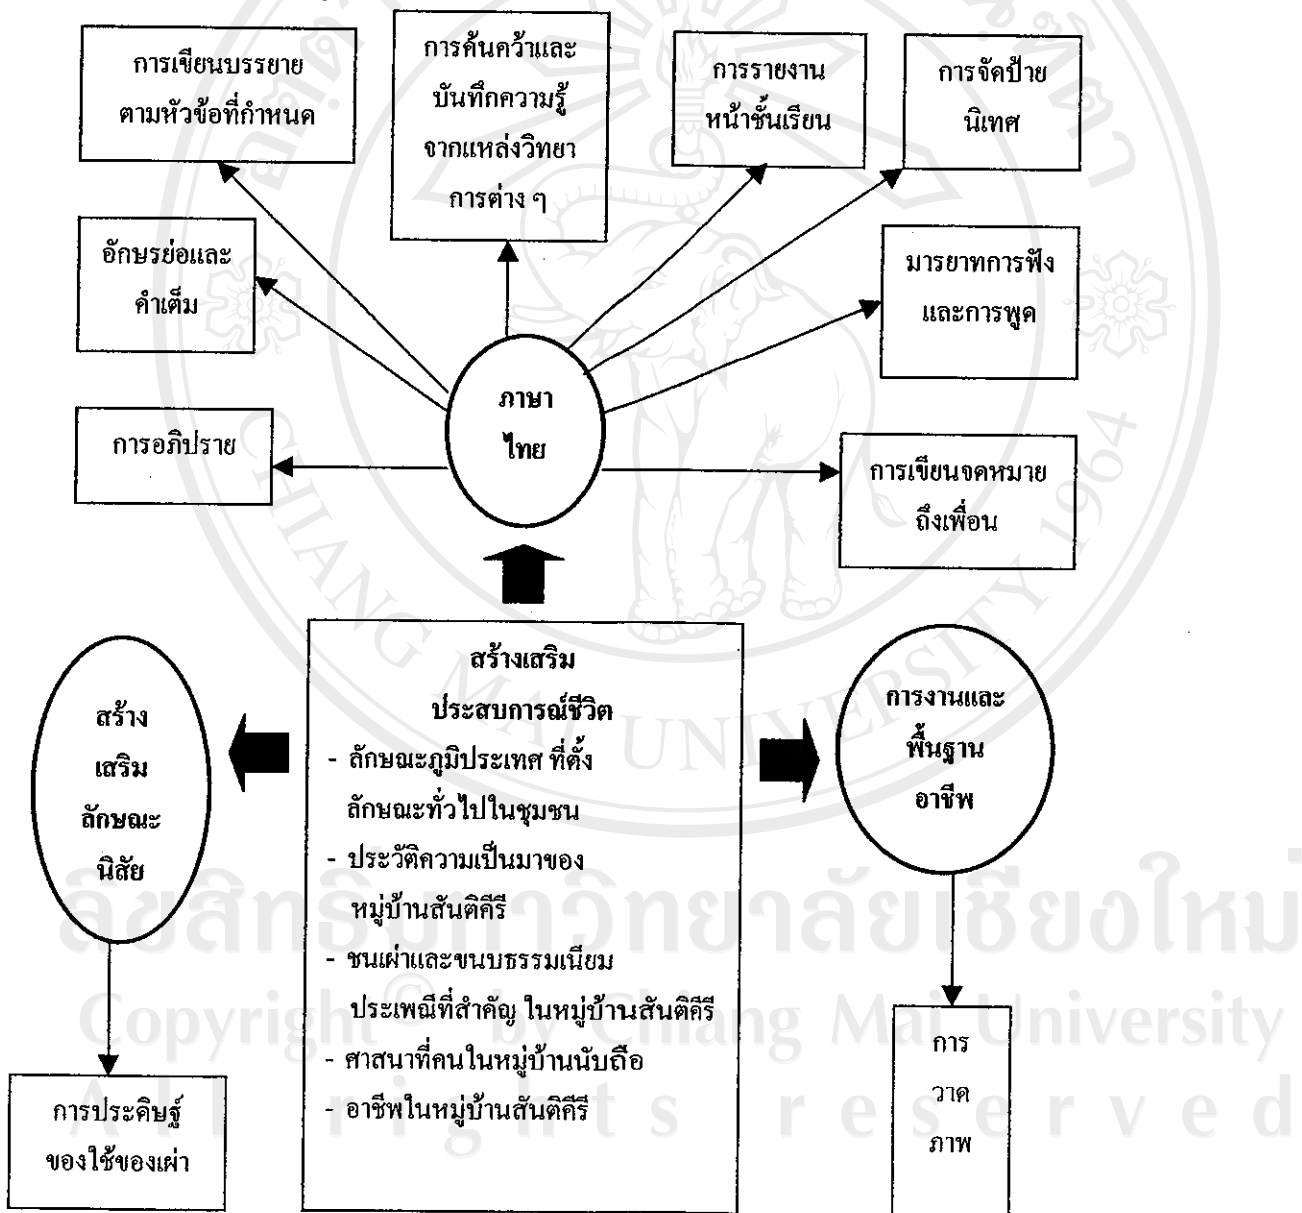 การเขียนบรรยาย
ตามหัวข้อที่กำหนด
การค้นคว้าและ
บันทึกความรู้
จากแหล่งวิทยา
การต่าง ๆ
การรายงาน
หน้าชั้นเรียน
การจัดป้าย
นิเทศ
อักษรย่อและ
คำเต็ม
มารยาทการฟัง
และการพูด
ภาษา
ไทย
การอภิปราย
การเขียนจดหมาย
ถึงเพื่อน
สร้าง
เสริม
ลักษณะ
นิสัย
สร้างเสริม
ประสบการณ์ชีวิต
- ลักษณะภูมิประเทศ ที่ตั้ง
ลักษณะทั่วไปในชุมชน
- ประวัติความเป็นมาของ
หมู่บ้านสันติคีรี
- ชนเผ่าและขนบธรรมเนียม
ประเพณีที่สำคัญ ในหมู่บ้านสันติคีรี
- ศาสนาที่คนในหมู่บ้านนับถือ
- อาชีพในหมู่บ้านสันติคีรี
การงานและ
พื้นฐาน
อาชีพ
การประดิษฐ์
ของใช้ของเผ่า
การ
วาด
ภาพ
CHIANG MAI UNIVERSITY 1964
ลิขสิทธิ์มหาวิทยาลัยเชียงใหม่
Copyright © by Chiang Mai University
All rights reserved